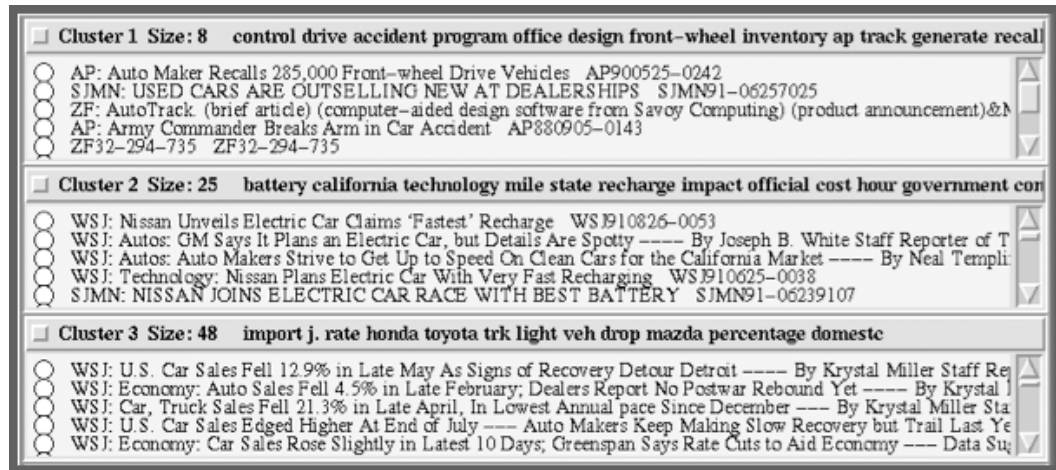 Cluster 1 Size: 8 control drive accident program office design front-wheel inventory ap track generate recall
AP: Auto Maker Recalls 285,000 Front-wheel Drive Vehicles AP900525-0242
SJMN: USED CARS ARE OUTSELLING NEW AT DEALERSHIPS SJMN91-06257025
ZF: AutoTrack. (brief article) (computer-aided design software from Savoy Computing) (product announcement)&M
AP: Army Commander Breaks Arm in Car Accident AP880905-0143
ZF32-294-735 ZF32-294-735
Cluster 2 Size: 25 battery california technology mile state recharge impact official cost hour government con
WSJ: Nissan Unveils Electric Car Claims 'Fastest' Recharge WSJ910826-0053
WSJ: Autos: GM Says It Plans an Electric Car, but Details Are Spotty ---- By Joseph B. White Staff Reporter of T
WSJ: Autos: Auto Makers Strive to Get Up to Speed On Clean Cars for the California Market ---- By Neal Templi
WSJ: Technology: Nissan Plans Electric Car With Very Fast Recharging WSJ910625-0038
SJMN: NISSAN JOINS ELECTRIC CAR RACE WITH BEST BATTERY SJMN91-06239107
Cluster 3 Size: 48 import j. rate honda toyota trk light veh drop mazda percentage domestc
WSJ: U.S. Car Sales Fell 12.9% in Late May As Signs of Recovery Detour Detroit ---- By Krystal Miller Staff Rep
WSJ: Economy: Auto Sales Fell 4.5% in Late February; Dealers Report No Postwar Rebound Yet ---- By Krystal
WSJ: Car, Truck Sales Fell 21.3% in Late April, In Lowest Annual pace Since December --- By Krystal Miller Sta
WSJ: U.S. Car Sales Edged Higher At End of July --- Auto Makers Keep Making Slow Recovery but Trail Last Ye
WSJ: Economy: Car Sales Rose Slightly in Latest 10 Days; Greenspan Says Rate Cuts to Aid Economy --- Data Sug